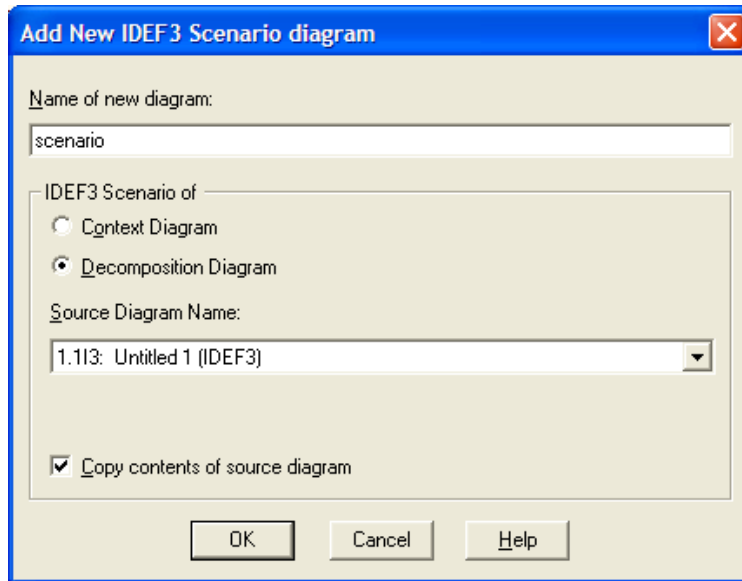 Add New IDEF3 Scenario diagram
Name of new diagram:
scenario
IDEF3 Scenario of
Context Diagram
Decomposition Diagram
Source Diagram Name:
1.1I3: Untitled 1 (IDEF3)
Copy contents of source diagram
OK Cancel Help